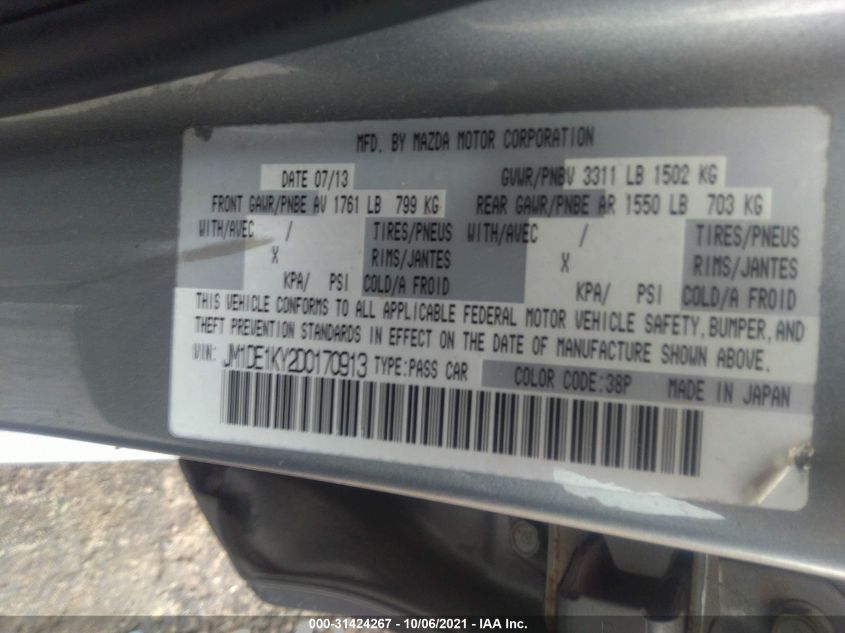 MFD. BY MAZDA MOTOR CORPORATION
DATE 07/13 GVWR/PNBV 3311 LB 1502 KG
FRONT GAWR/PNBE AV 1761 LB 799 KG REAR GAWR/PNBE AR 1550 LB 703 KG
WITH/AVEC / TIRES/PNEUS WITH/AVEC / TIRES/PNEUS
X RIMS/JANTES X RIMS/JANTES
KPA/ PSI COLD/A FROID KPA/ PSI COLD/A FROID
THIS VEHICLE CONFORMS TO ALL APPLICABLE FEDERAL MOTOR VEHICLE SAFETY, BUMPER, AND
THEFT PREVENTION STANDARDS IN EFFECT ON THE DATE OF MANUFACTURE SHOWN ABOVE.
VIN: JM1DE1KY2D0170913 TYPE:PASS CAR COLOR CODE:38P MADE IN JAPAN
000-31424267 - 10/06/2021 - IAA Inc.